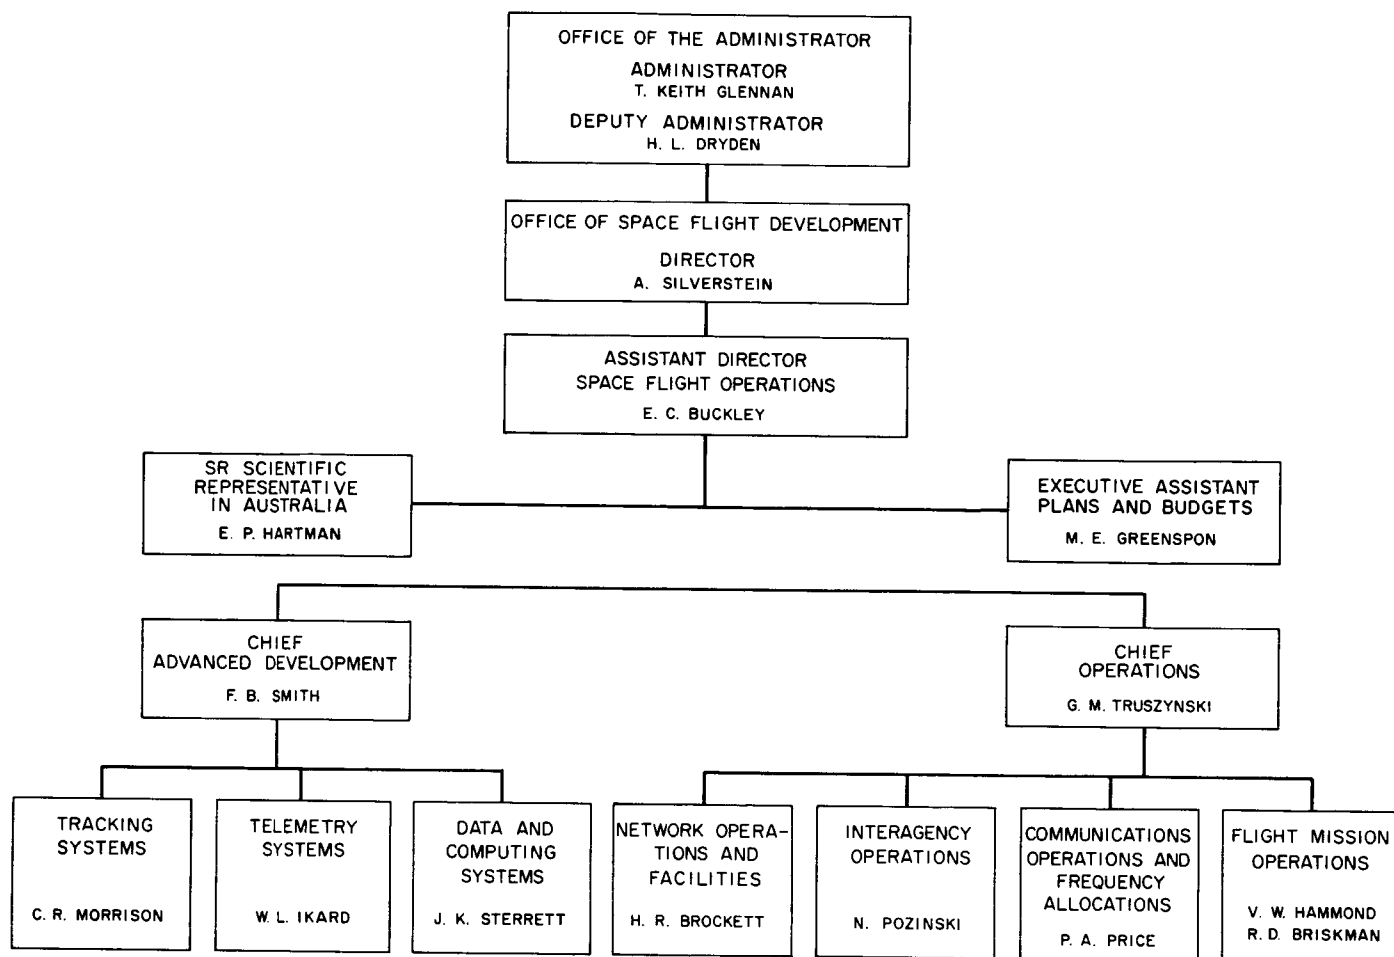 OFFICE OF THE ADMINISTRATOR
ADMINISTRATOR
T. KEITH GLENNAN
DEPUTY ADMINISTRATOR
H. L. DRYDEN
OFFICE OF SPACE FLIGHT DEVELOPMENT
DIRECTOR
A. SILVERSTEIN
ASSISTANT DIRECTOR
SPACE FLIGHT OPERATIONS
E. C. BUCKLEY
SR SCIENTIFIC
REPRESENTATIVE
IN AUSTRALIA
E. P. HARTMAN
EXECUTIVE ASSISTANT
PLANS AND BUDGETS
M. E. GREENSPON
CHIEF
ADVANCED DEVELOPMENT
F. B. SMITH
CHIEF
OPERATIONS
G. M. TRUSZYNSKI
TRACKING
SYSTEMS
C. R. MORRISON
TELEMETRY
SYSTEMS
W. L. IKARD
DATA AND
COMPUTING
SYSTEMS
J. K. STERRETT
NETWORK OPERA-
TIONS AND
FACILITIES
H. R. BROCKETT
INTERAGENCY
OPERATIONS
N. POZINSKI
COMMUNICATIONS
OPERATIONS AND
FREQUENCY
ALLOCATIONS
P. A. PRICE
FLIGHT MISSION
OPERATIONS
V. W. HAMMOND
R. D. BRISKMAN